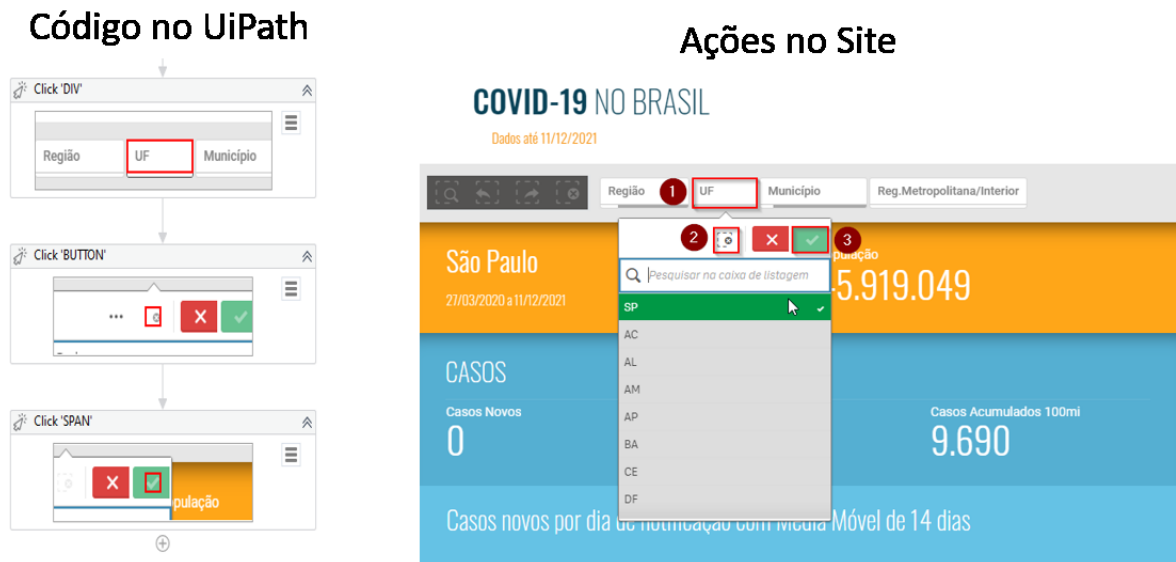 Código no UiPath
Click 'DIV'
Região UF Município
Click 'BUTTON'
Click 'SPAN'
pulação
Ações no Site
COVID-19 NO BRASIL
Dados até 11/12/2021
Região 1 UF Município Reg.Metropolitana/Interior
2 3
São Paulo
pulação
27/03/2020 a 11/12/2021
5.919.049
Pesquisar na caixa de listagem
SP
AC
AL
AM
AP
BA
CE
DF
CASOS
Casos Novos
0
Casos Acumulados 100mi
9.690
Casos novos por dia de notificação com Média Móvel de 14 dias